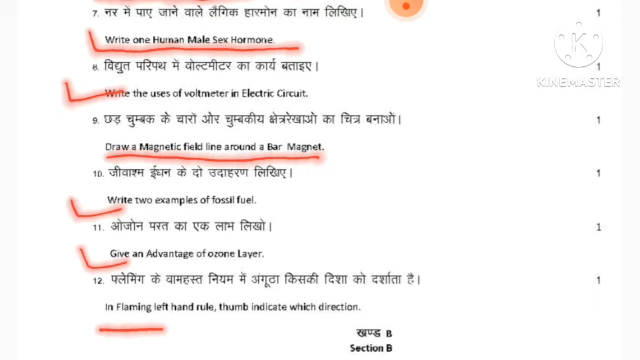 7. नर मे पाए जाने वाले लैंगिक हारमोन का नाम लिखिए। 1
Write one Human Male Sex Hormone.
8. विद्युत परिपथ में वोल्टमीटर का कार्य बताइए। 1
Write the uses of voltmeter in Electric Circuit.
KINEMASTER
9. छड़ चुम्बक के चारों ओर चुम्बकीय क्षेत्ररेखाओ का चित्र बनाओं। 1
Draw a Magnetic field line around a Bar Magnet.
10. जीवाश्म ईधन के दो उदाहरण लिखिए। 1
Write two examples of fossil fuel.
11. ओजोन परत का एक लाभ लिखो। 1
Give an Advantage of ozone Layer.
12. फ्लेमिंग के वामहस्त नियम में अंगूठा किसकी दिशा को दर्शाता है। 1
In Flaming left hand rule, thumb indicate which direction.
खण्ड B
Section B